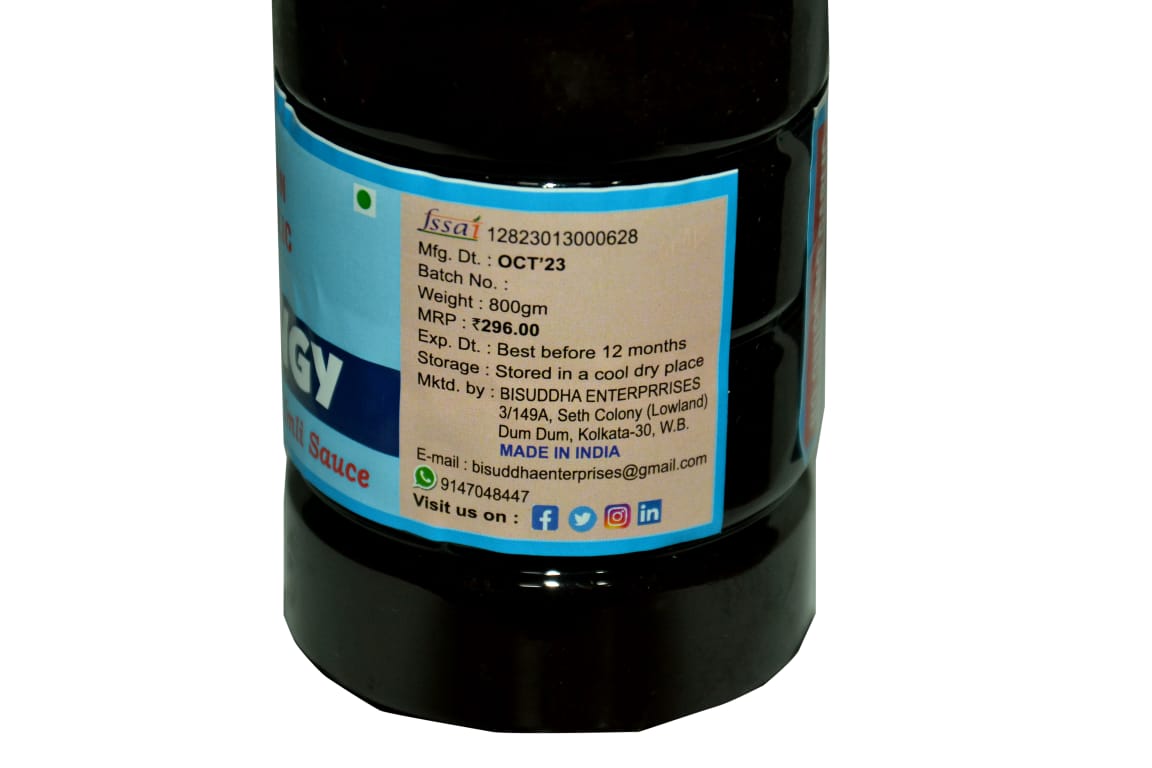 fssai 12823013000628
Mfg. Dt. : OCT'23
Batch No. :
Weight : 800gm
MRP : ₹296.00
Exp. Dt. : Best before 12 months
Storage : Stored in a cool dry place
Mktd. by : BISUDDHA ENTERPRRISES
3/149A, Seth Colony (Lowland)
Dum Dum, Kolkata-30, W.B.
MADE IN INDIA
E-mail : bisuddhaenterprises@gmail.com
9147048447
Visit us on :
Sauce